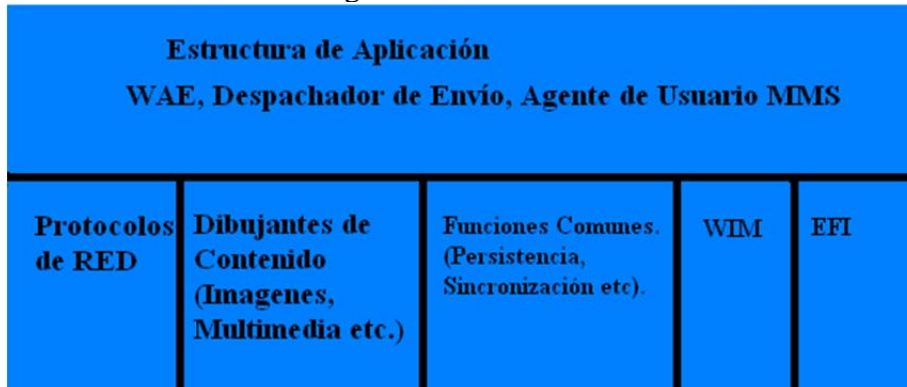 Estructura de Aplicación
WAE, Despachador de Envío, Agente de Usuario MMS
Protocolos
de RED
Dibujantes de
Contenido
(Imagenes,
Multimedia etc.)
Funciones Comunes.
(Persistencia,
Sincronización etc).
WIM
EFI